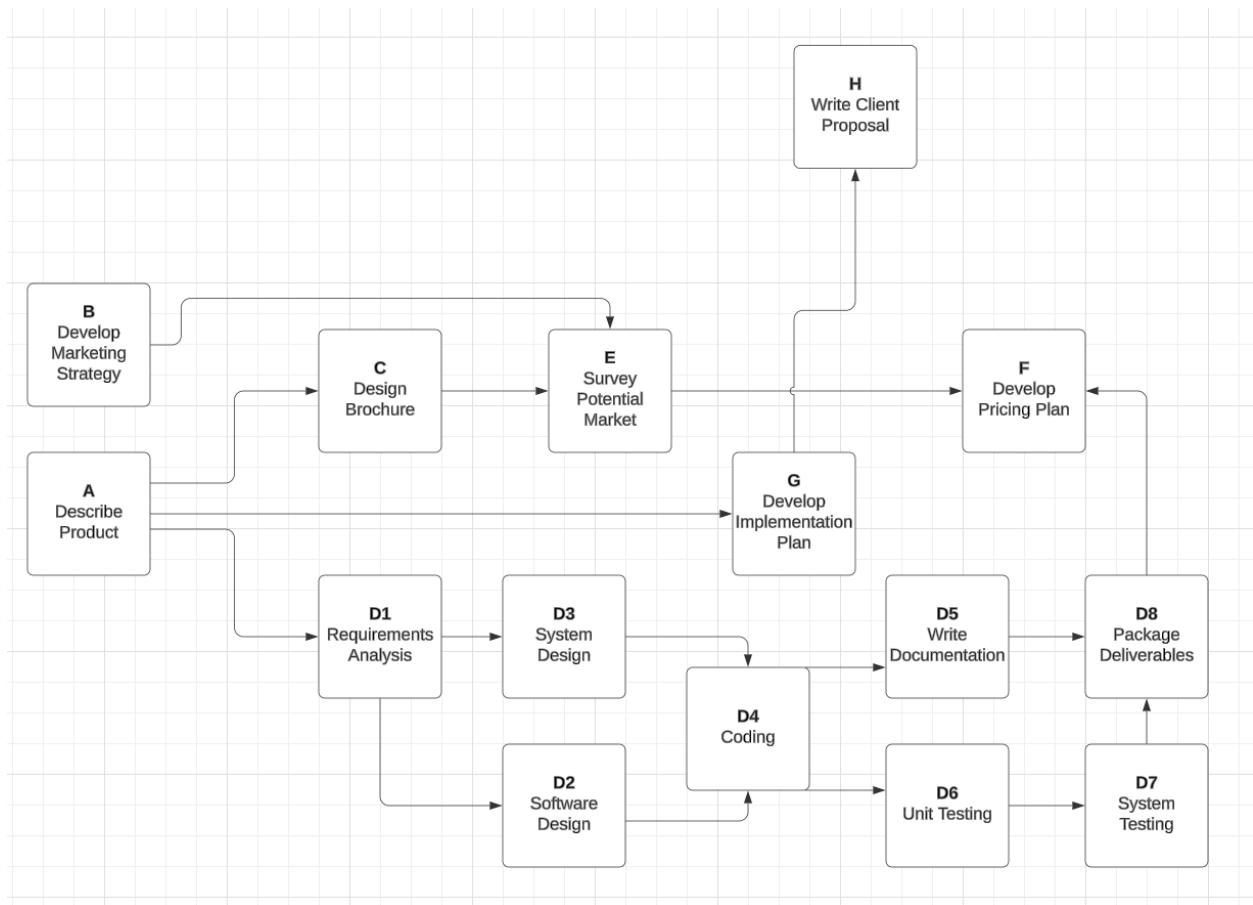 H
Write Client
Proposal
B
Develop
Marketing
Strategy
C
Design
Brochure
E
Survey
Potential
Market
F
Develop
Pricing Plan
A
Describe
Product
G
Develop
Implementation
Plan
D1
Requirements
Analysis
D3
System
Design
D5
Write
Documentation
D8
Package
Deliverables
D4
Coding
D2
Software
Design
D6
Unit Testing
D7
System
Testing